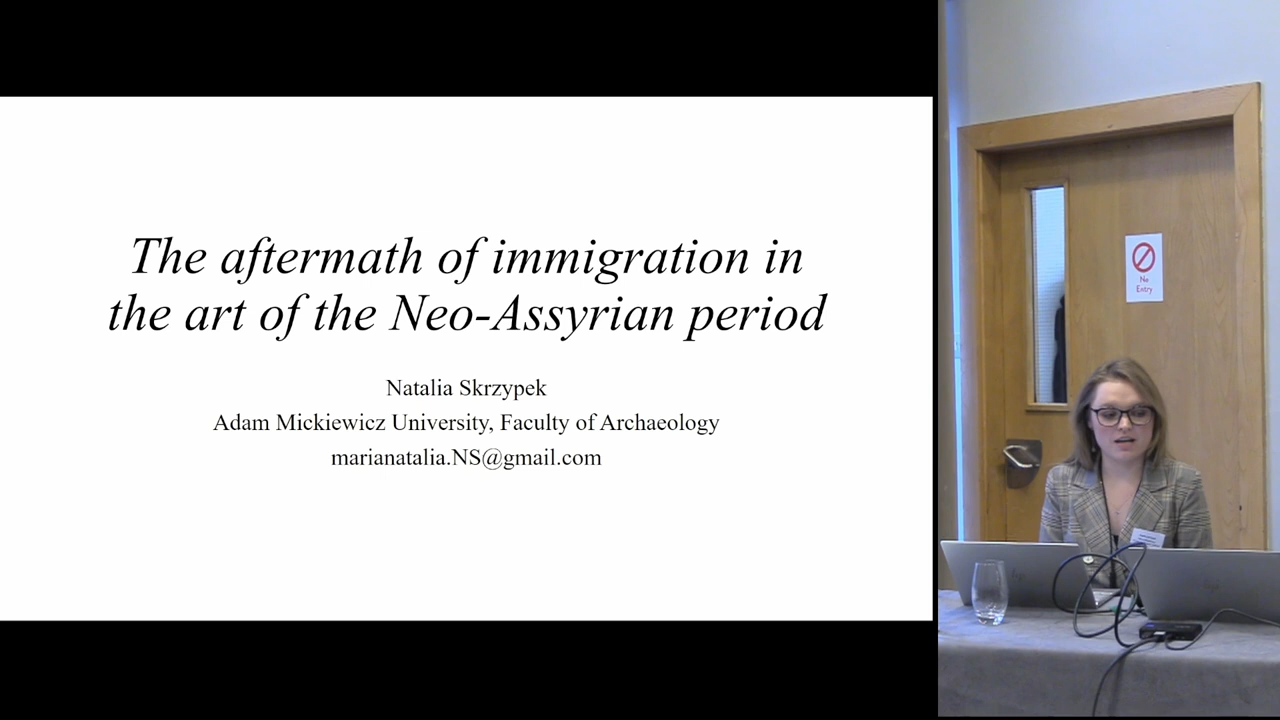 The aftermath of immigration in
the art of the Neo-Assyrian period
Natalia Skrzypek
Adam Mickiewicz University, Faculty of Archaeology
marianatalia.NS@gmail.com
No
Entry